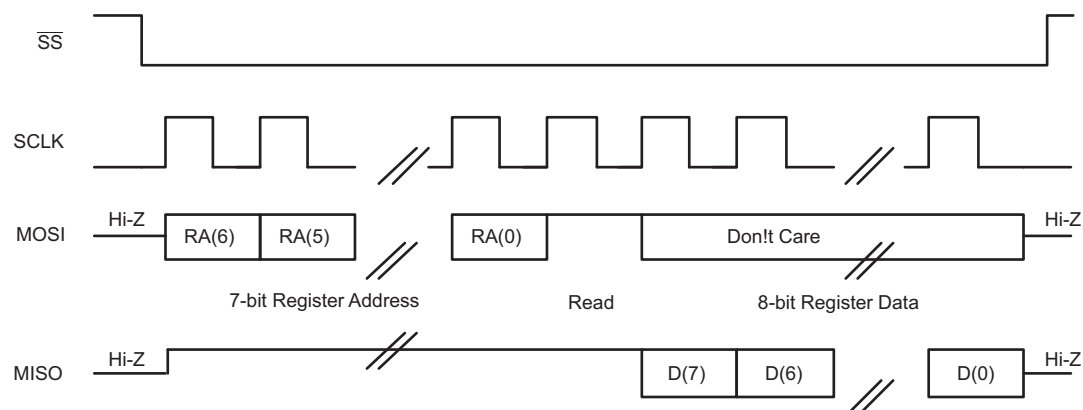 SS
SCLK
MOSI Hi-Z RA(6) RA(5) RA(0) Don!t Care Hi-Z
7-bit Register Address Read 8-bit Register Data
MISO Hi-Z D(7) D(6) D(0) Hi-Z